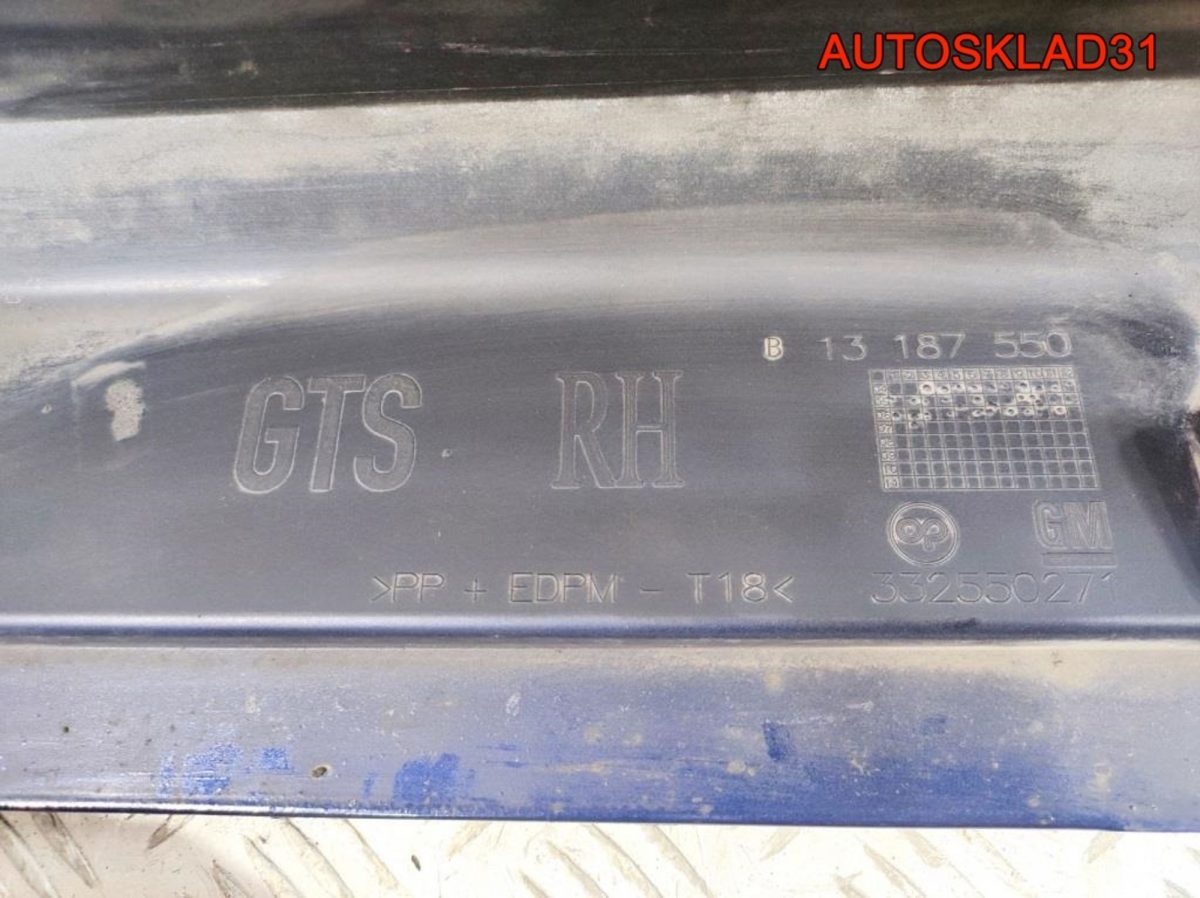 AUTOSKLAD31
B 13 187 550
GTS RH
GM
>PP + EDPM - T18<
332550271